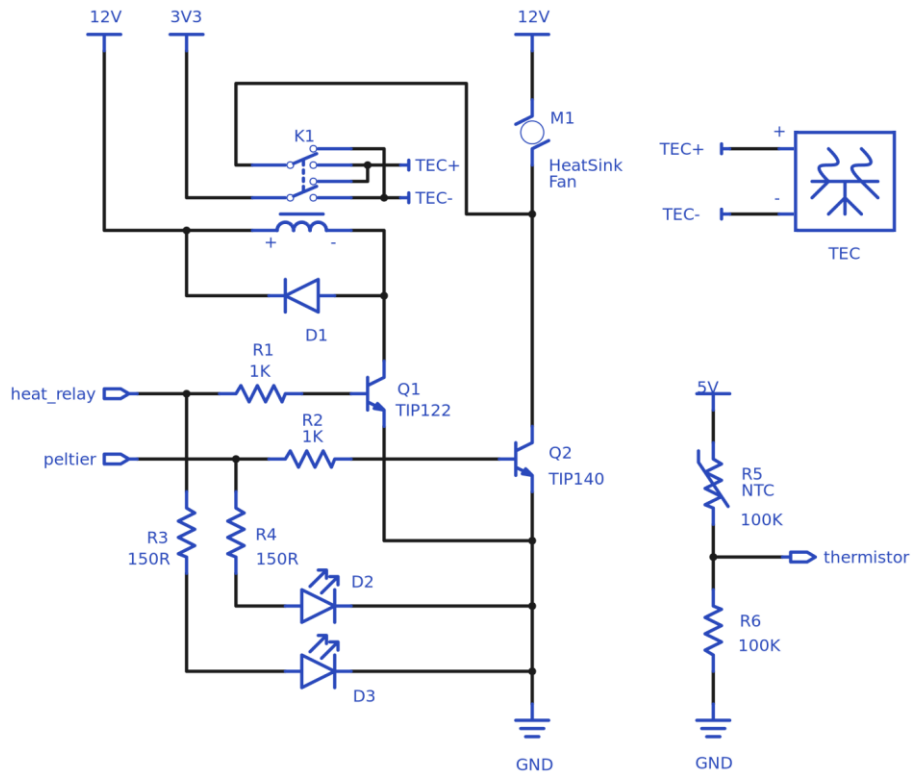 12V
3V3
12V
K1
M1
HeatSink
Fan
TEC+
TEC-
+
-
TEC+
TEC-
+
-
TEC
D1
R1
1K
heat_relay
Q1
TIP122
R2
1K
peltier
Q2
TIP140
5V
R5
NTC
100K
R3
150R
R4
150R
thermistor
D2
R6
100K
D3
GND
GND